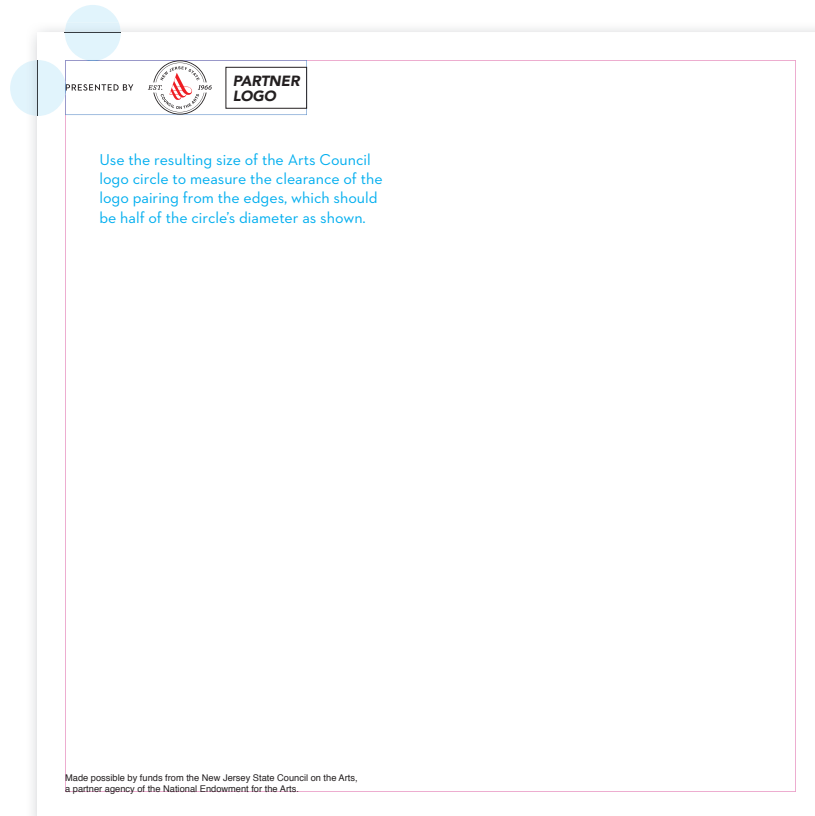 PRESENTED BY
NEW JERSEY STATE
EST. 1966
COUNCIL ON THE ARTS
PARTNER
LOGO
Use the resulting size of the Arts Council
logo circle to measure the clearance of the
logo pairing from the edges, which should
be half of the circle’s diameter as shown.
Made possible by funds from the New Jersey State Council on the Arts,
a partner agency of the National Endowment for the Arts.